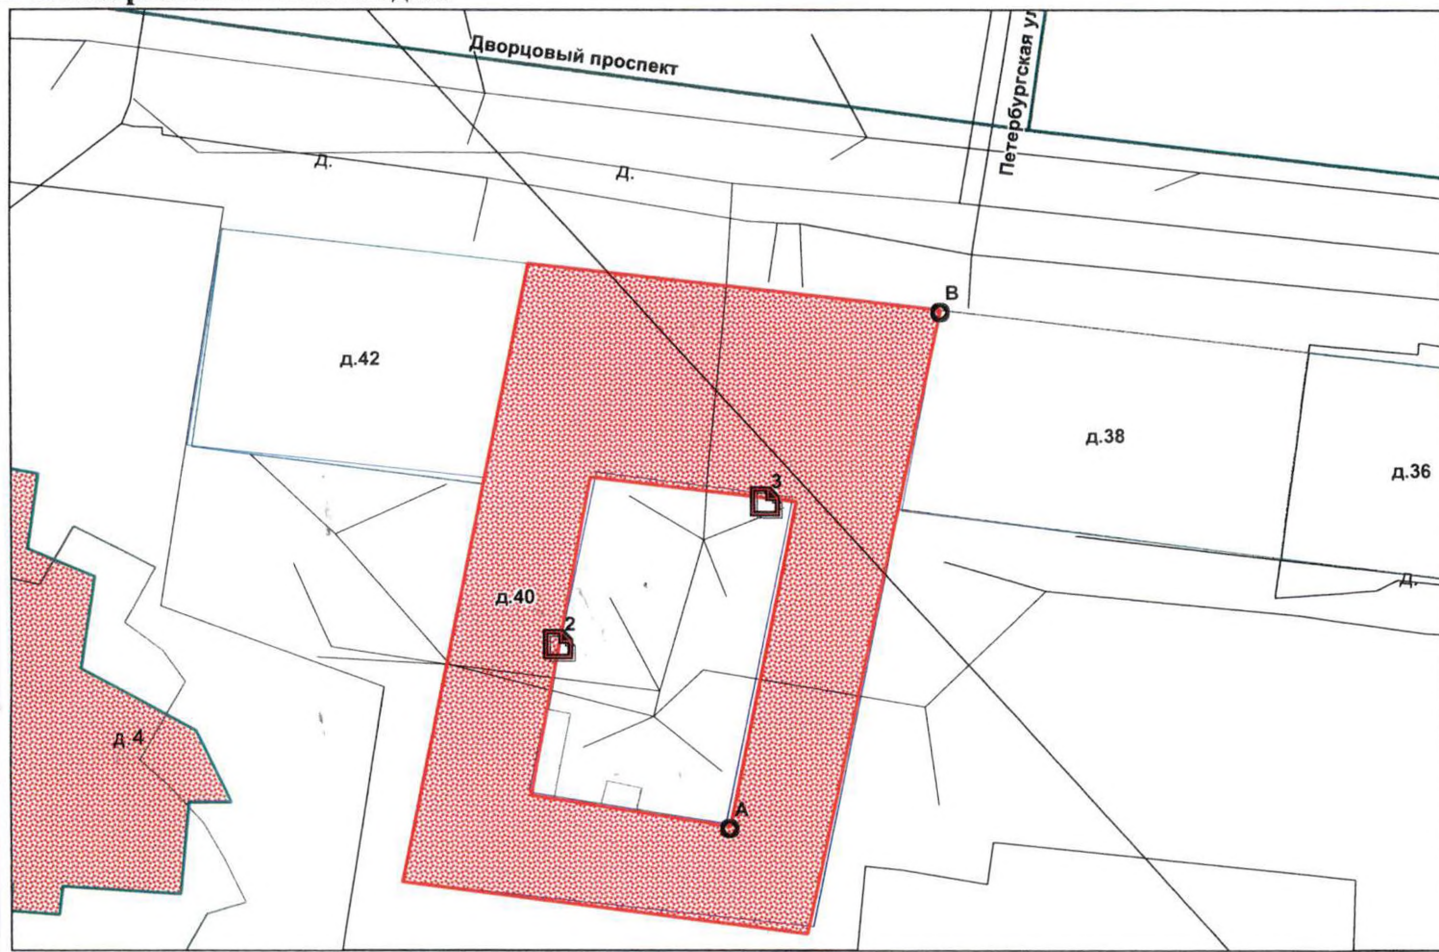 Дворцовый проспект
Петербургская ул
д.
д.
В
д.42
д.38
д.36
3
д.
д.40
2
д.4
А